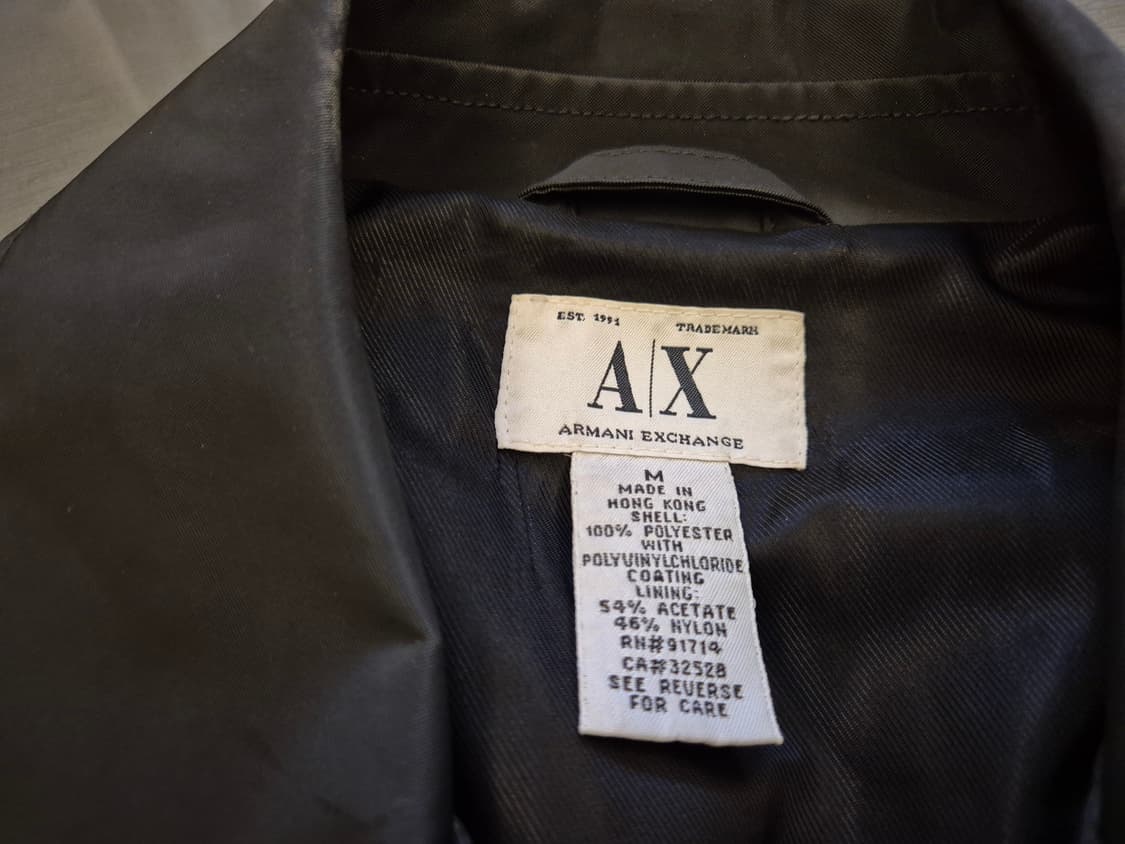 EST. 1991 TRADEMARK
A|X
ARMANI EXCHANGE
M
MADE IN
HONG KONG
SHELL:
100% POLYESTER
WITH
POLYVINYLCHLORIDE
COATING
LINING:
54% ACETATE
46% NYLON
RN#91714
CA#32528
SEE REVERSE
FOR CARE